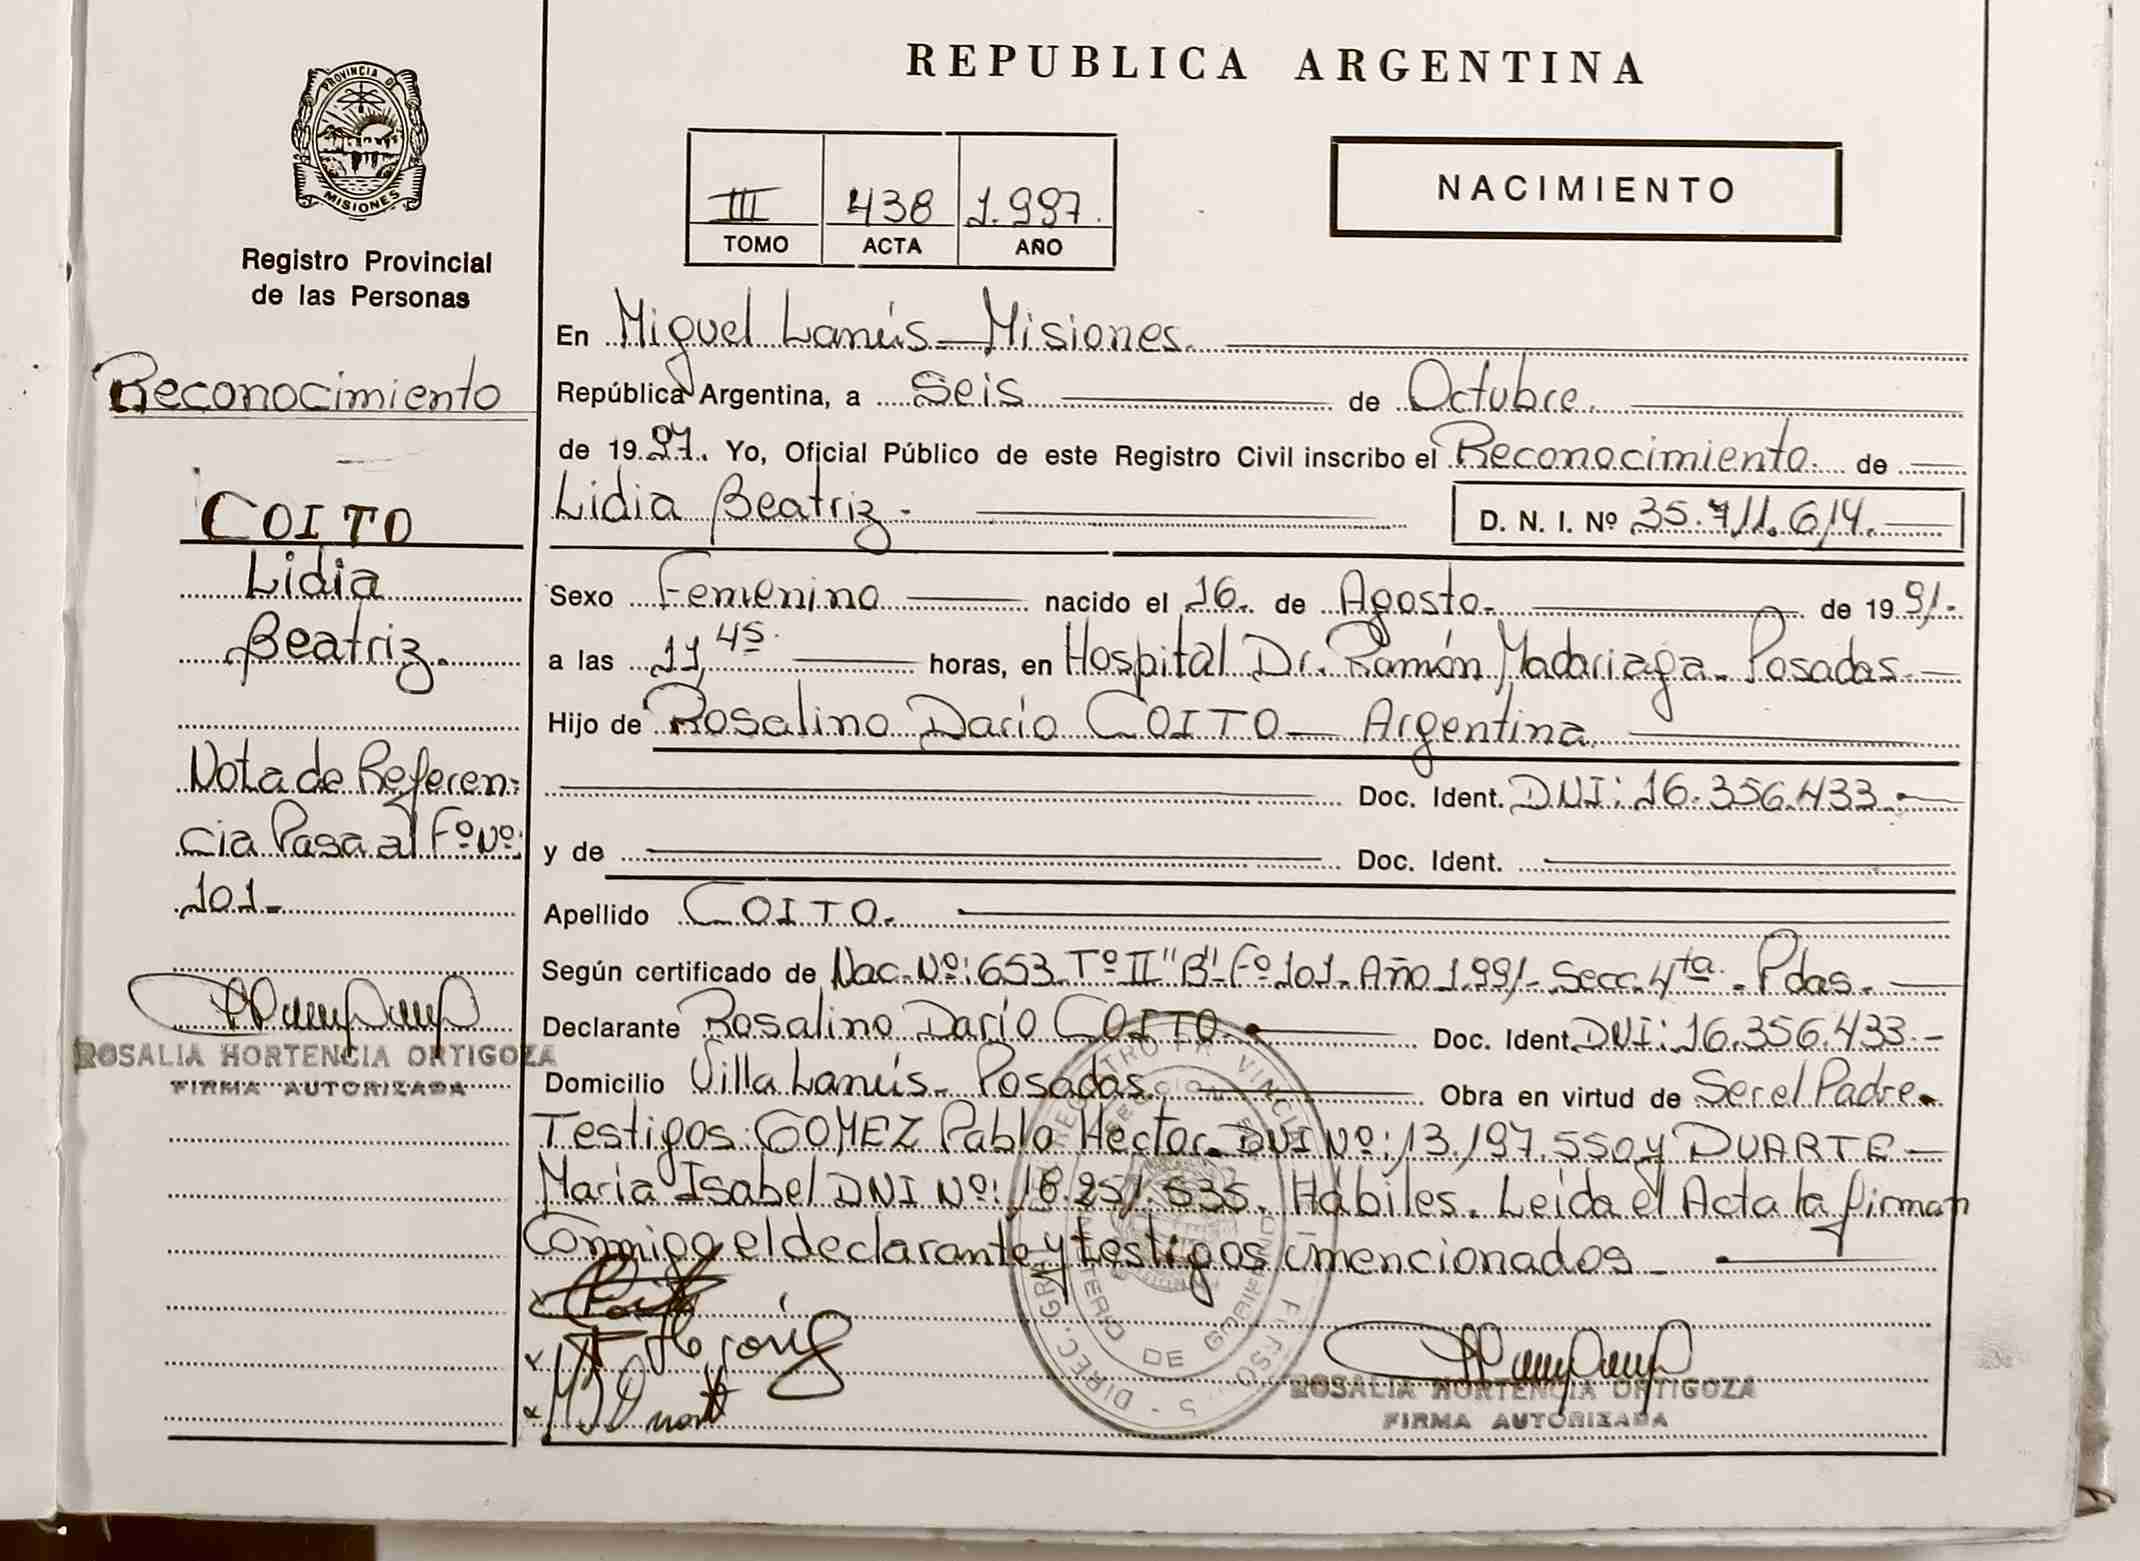 REPUBLICA ARGENTINA
PROVINCIA DE
MISIONES
Registro Provincial
de las Personas
III 438 1.997.
TOMO ACTA AÑO
NACIMIENTO
Reconocimiento
COITO
Lidia
Beatriz.
Nota de Referen-
cia Pasa al Fº Nº:
101-
ROSALIA HORTENCIA ORTIGOZA
FIRMA AUTORIZADA
En Miguel Lanús - Misiones.
República Argentina, a Seis de Octubre.
de 1997. Yo, Oficial Público de este Registro Civil inscribo el Reconocimiento. de
Lidia Beatriz - D. N. I. Nº 35.711.614.
Sexo Femenino nacido el 16. de Agosto. de 1991.
a las 11,45. horas, en Hospital Dr. Ramón Madariaga - Posadas.
Hijo de Rosalino Dario COITO - Argentina
Doc. Ident. DNI: 16.356.433.-
y de Doc. Ident.
Apellido COITO.
Según certificado de Nac. Nº: 653. Tº II "B" Fº 101. Año 1.991. Secc. 4ta. - Pdas.
Declarante Rosalino Darío COITO. Doc. Ident. DNI: 16.356.433.-
Domicilio Villa Lanús - Posadas. Obra en virtud de Ser el Padre.
Testigos: GOMEZ Pablo Hector. DNI Nº: 13.197.550 y DUARTE -
Maria Isabel DNI Nº: 18.251.535. Hábiles. Leida el Acta la firman
Conmigo el declarante y testigos mencionados -
ROSALIA HORTENCIA ORTIGOZA
FIRMA AUTORIZADA